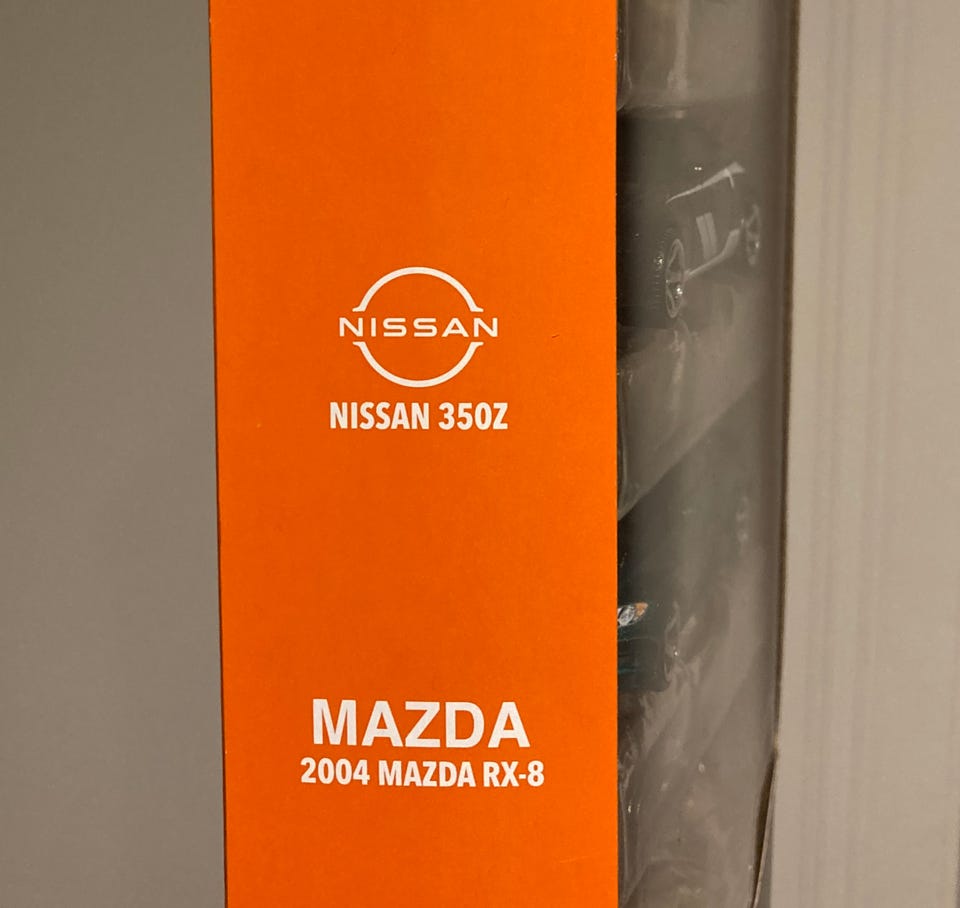 NISSAN
NISSAN 350Z
MAZDA
2004 MAZDA RX-8